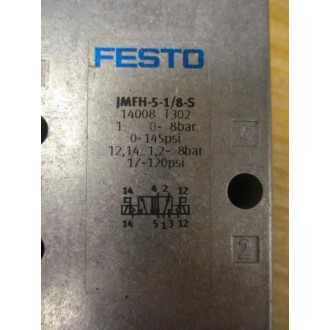 FESTO
JMFH-5-1/8-S
14008 T302
1: 0- 8bar
0-145psi
12,14: 1,2- 8bar
17-120psi
14 4 2 12
14 5 1 3 12
4
2